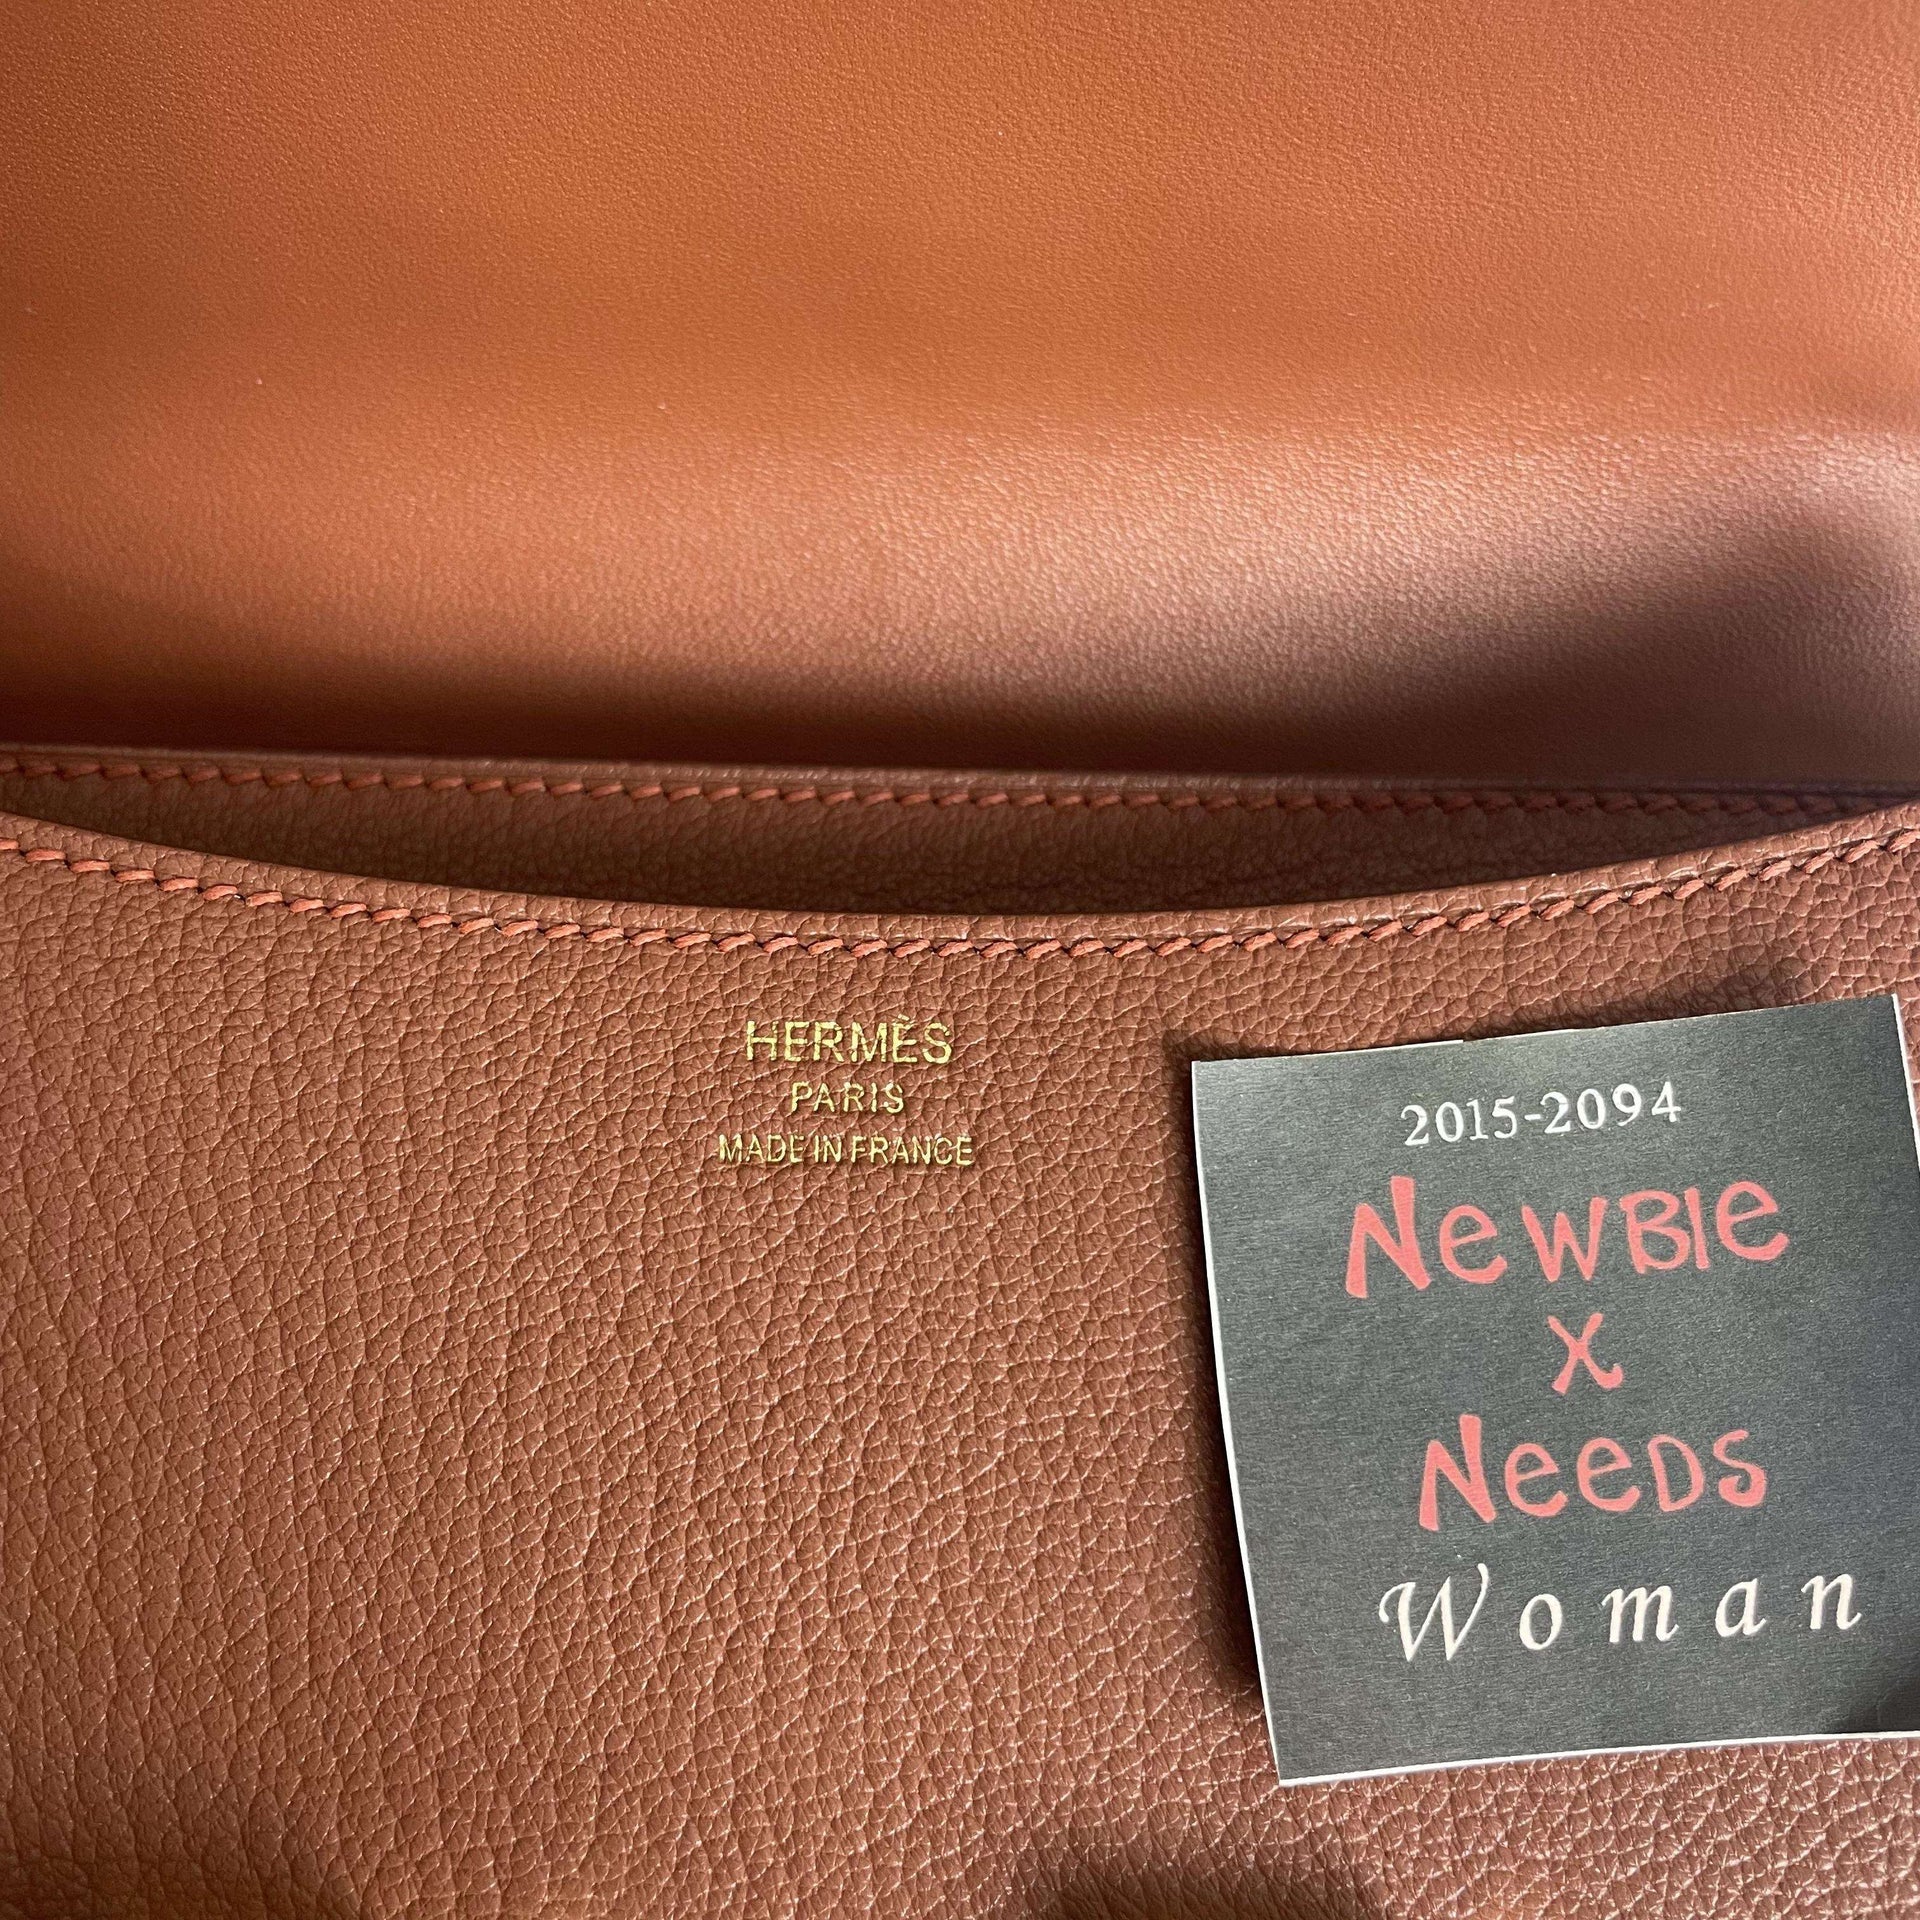 HERMÈS
PARIS
MADE IN FRANCE
2015-2094
NewBIe
X
NeeDS
Woman